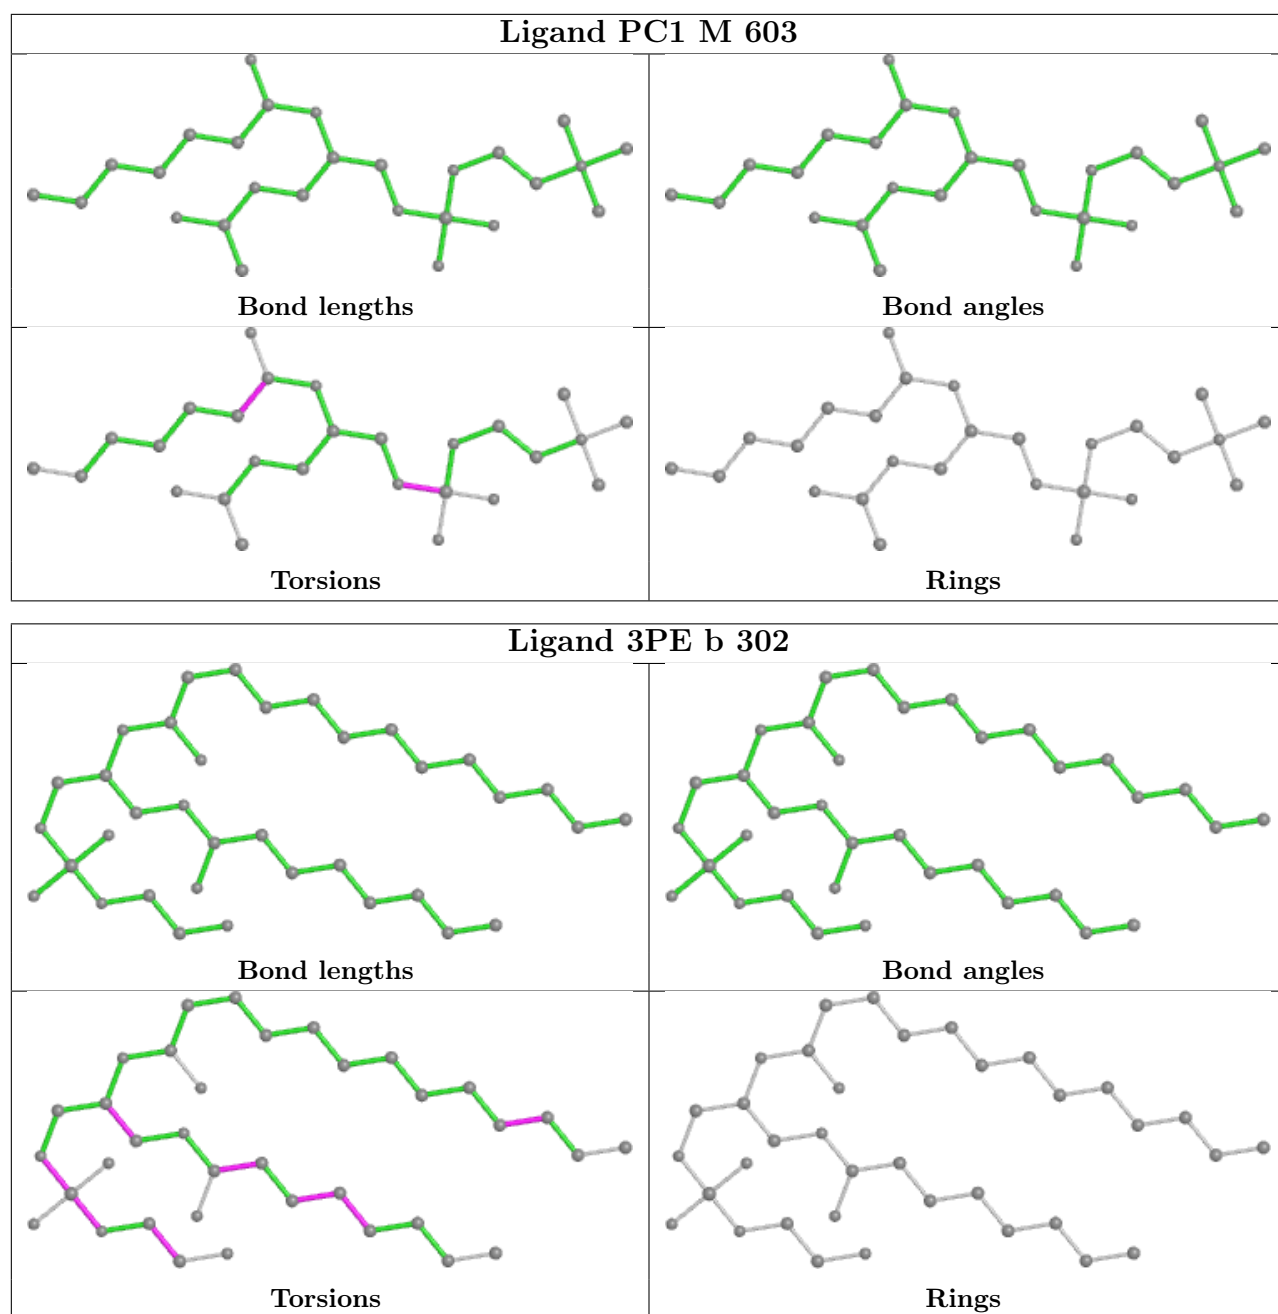 Ligand PC1 M 603
Bond lengths
Bond angles
Torsions
Rings
Ligand 3PE b 302
Bond lengths
Bond angles
Torsions
Rings